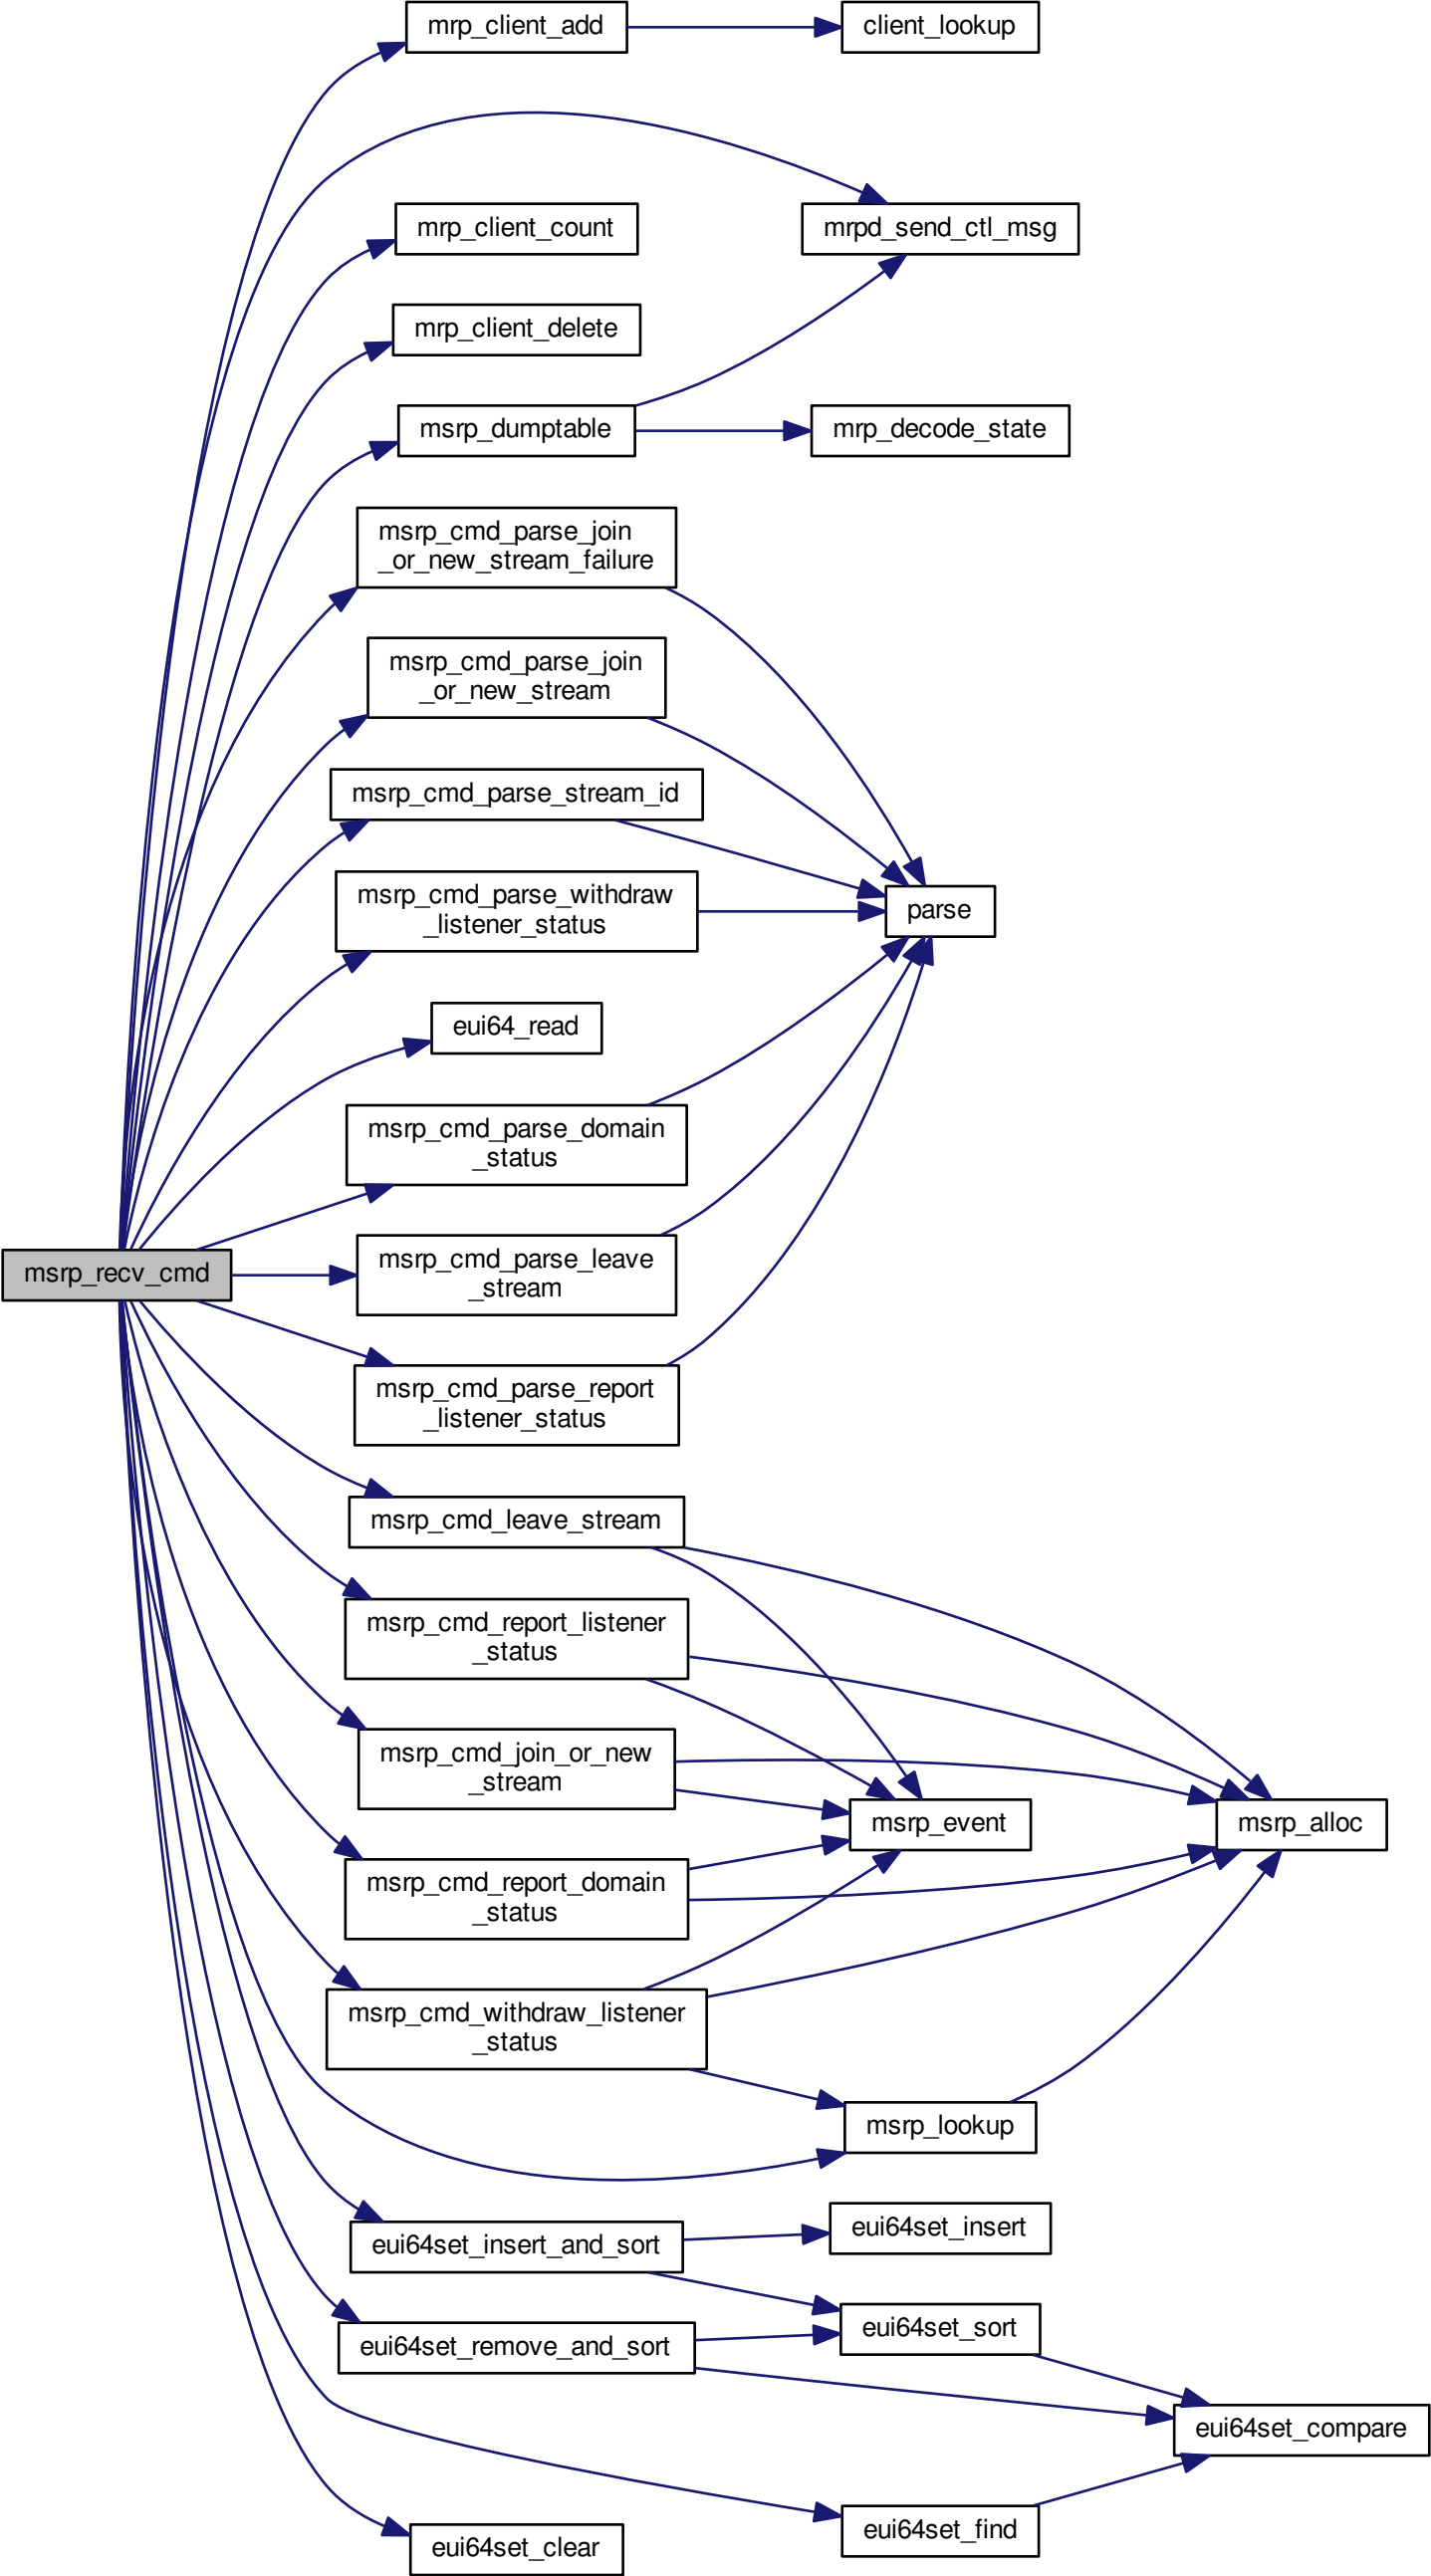 mrp_client_add
client_lookup
mrp_client_count
mrpd_send_ctl_msg
mrp_client_delete
msrp_dumptable
mrp_decode_state
msrp_cmd_parse_join
_or_new_stream_failure
msrp_cmd_parse_join
_or_new_stream
msrp_cmd_parse_stream_id
msrp_cmd_parse_withdraw
_listener_status
parse
eui64_read
msrp_cmd_parse_domain
_status
msrp_recv_cmd
msrp_cmd_parse_leave
_stream
msrp_cmd_parse_report
_listener_status
msrp_cmd_leave_stream
msrp_cmd_report_listener
_status
msrp_cmd_join_or_new
_stream
msrp_event
msrp_alloc
msrp_cmd_report_domain
_status
msrp_cmd_withdraw_listener
_status
msrp_lookup
eui64set_insert_and_sort
eui64set_insert
eui64set_remove_and_sort
eui64set_sort
eui64set_compare
eui64set_find
eui64set_clear